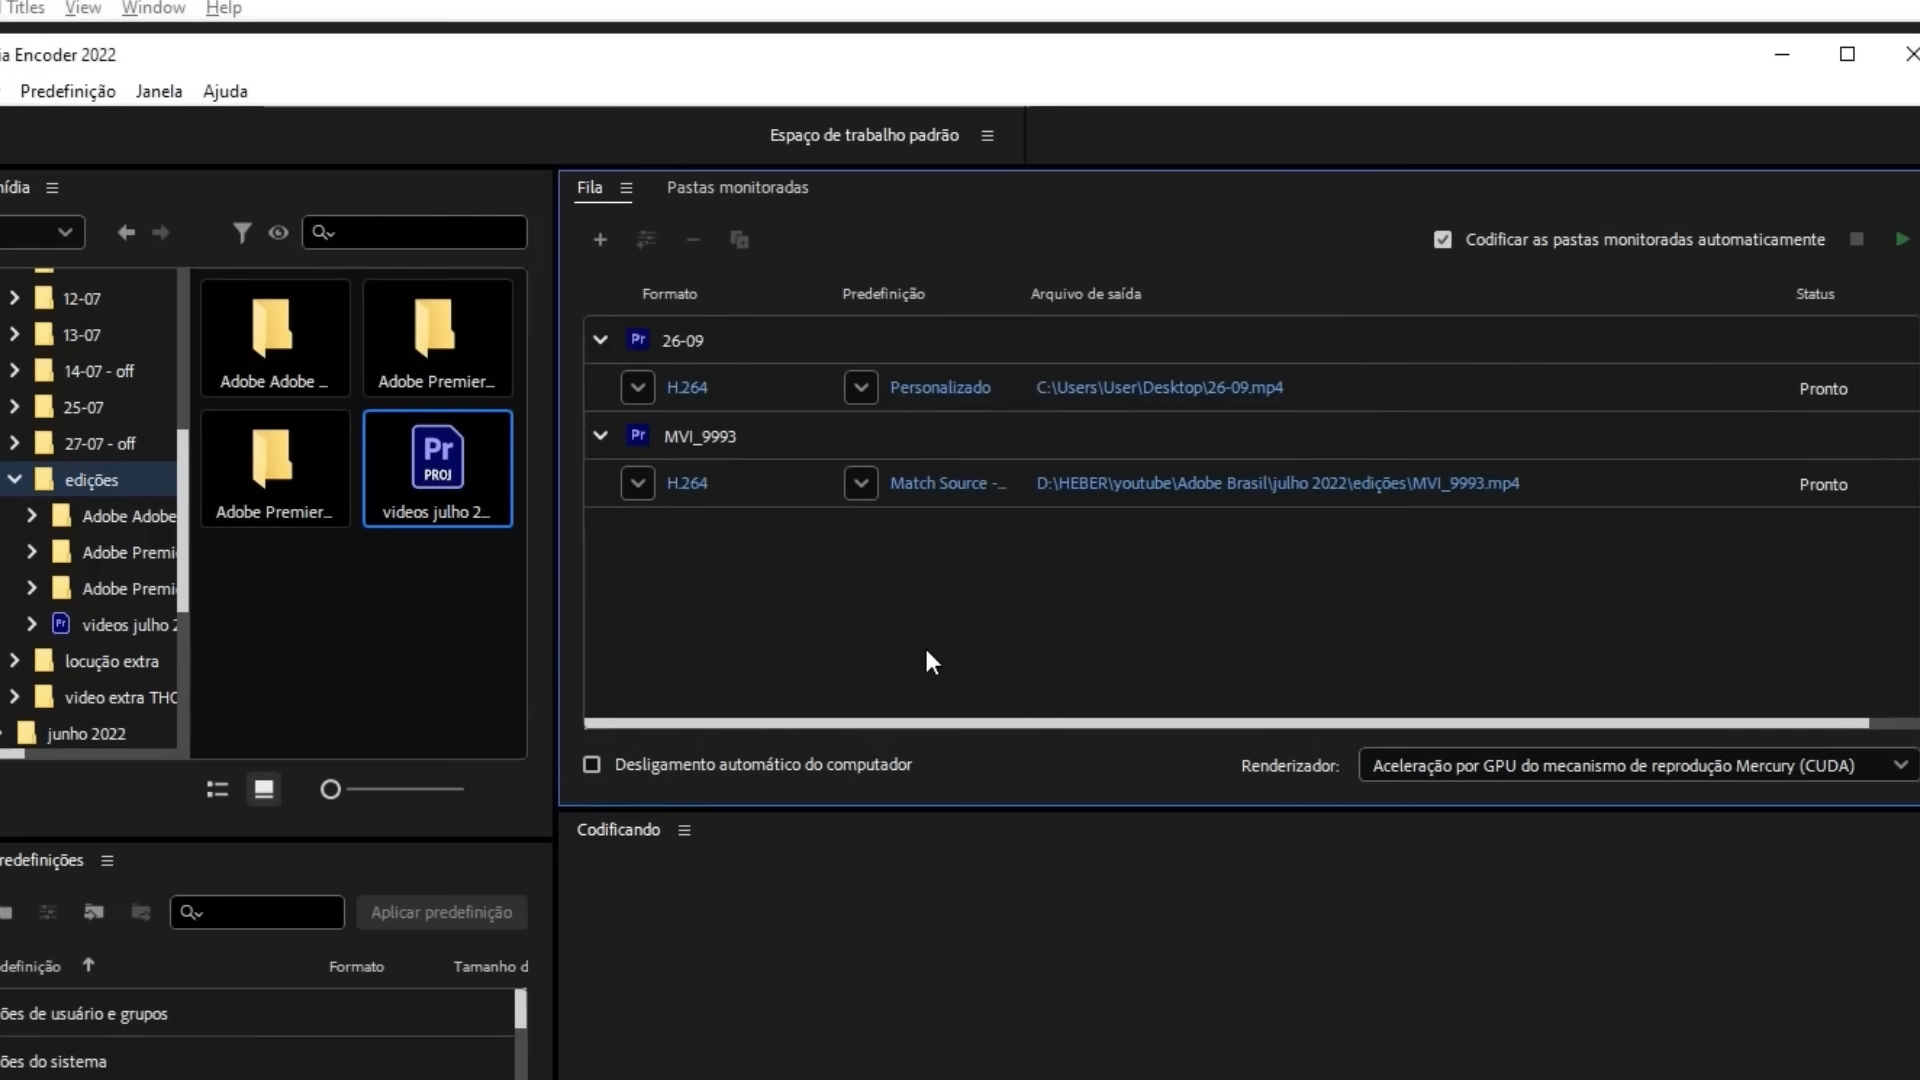 Titles View Window Help
ia Encoder 2022
Predefinição Janela Ajuda
Espaço de trabalho padrão
mídia
Fila Pastas monitoradas
Codificar as pastas monitoradas automaticamente
Formato Predefinição Arquivo de saída Status
Pr 26-09
H.264 Personalizado C:\Users\User\Desktop\26-09.mp4 Pronto
Pr MVI_9993
H.264 Match Source -... D:\HEBER\youtube\Adobe Brasil\julho 2022\edições\MVI_9993.mp4 Pronto
12-07
13-07
14-07 - off
25-07
27-07 - off
edições
Adobe Adobe
Adobe Premi
Adobe Premi
Pr videos julho 2
locução extra
video extra THO
junho 2022
Adobe Adobe ...
Adobe Premier...
Adobe Premier...
Pr
PROJ
videos julho 2...
Desligamento automático do computador
Renderizador: Aceleração por GPU do mecanismo de reprodução Mercury (CUDA)
Codificando
redefinições
Aplicar predefinição
definição Formato Tamanho d
ões de usuário e grupos
ões do sistema